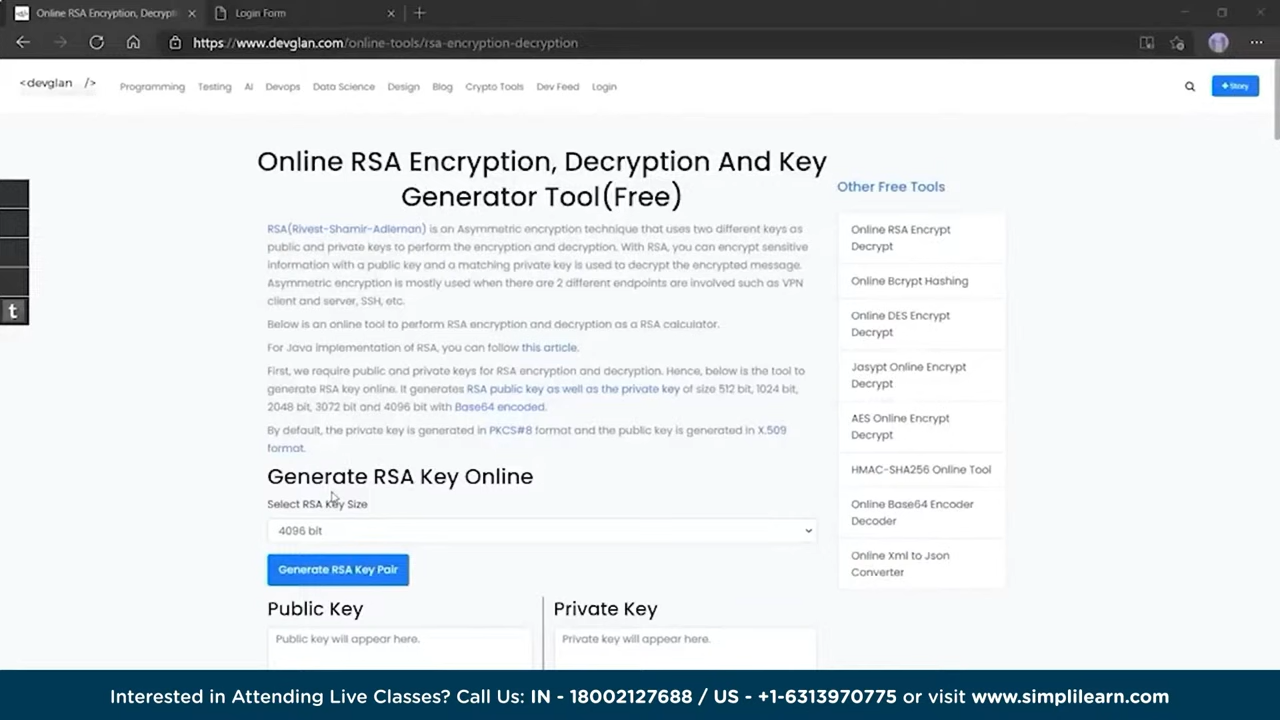 Online RSA Encryption, Decrypti
Login Form
https://www.devglan.com/online-tools/rsa-encryption-decryption
<devglan />
Programming Testing AI Devops Data Science Design Blog Crypto Tools Dev Feed Login
+Story
Online RSA Encryption, Decryption And Key
Generator Tool(Free)
RSA(Rivest-Shamir-Adleman) is an Asymmetric encryption technique that uses two different keys as
public and private keys to perform the encryption and decryption. With RSA, you can encrypt sensitive
information with a public key and a matching private key is used to decrypt the encrypted message.
Asymmetric encryption is mostly used when there are 2 different endpoints are involved such as VPN
client and server, SSH, etc.
Below is an online tool to perform RSA encryption and decryption as a RSA calculator.
For Java implementation of RSA, you can follow this article.
First, we require public and private keys for RSA encryption and decryption. Hence, below is the tool to
generate RSA key online. It generates RSA public key as well as the private key of size 512 bit, 1024 bit,
2048 bit, 3072 bit and 4096 bit with Base64 encoded.
By default, the private key is generated in PKCS#8 format and the public key is generated in X.509
format.
Generate RSA Key Online
Select RSA Key Size
4096 bit
Generate RSA Key Pair
Public Key
Private Key
Public key will appear here.
Private key will appear here.
Other Free Tools
Online RSA Encrypt
Decrypt
Online Bcrypt Hashing
Online DES Encrypt
Decrypt
Jasypt Online Encrypt
Decrypt
AES Online Encrypt
Decrypt
HMAC-SHA256 Online Tool
Online Base64 Encoder
Decoder
Online Xml to Json
Converter
t
Interested in Attending Live Classes? Call Us: IN - 18002127688 / US - +1-6313970775 or visit www.simplilearn.com